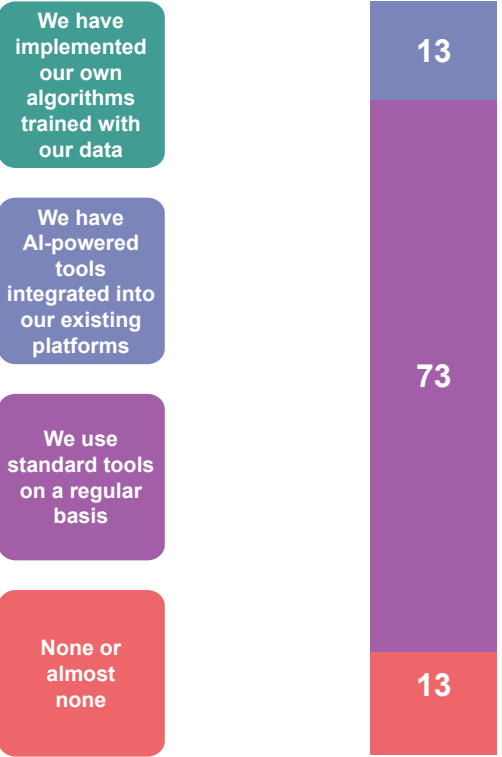 We have
implemented
our own
algorithms
trained with
our data
We have
AI-powered
tools
integrated into
our existing
platforms
We use
standard tools
on a regular
basis
None or
almost
none
13
73
13